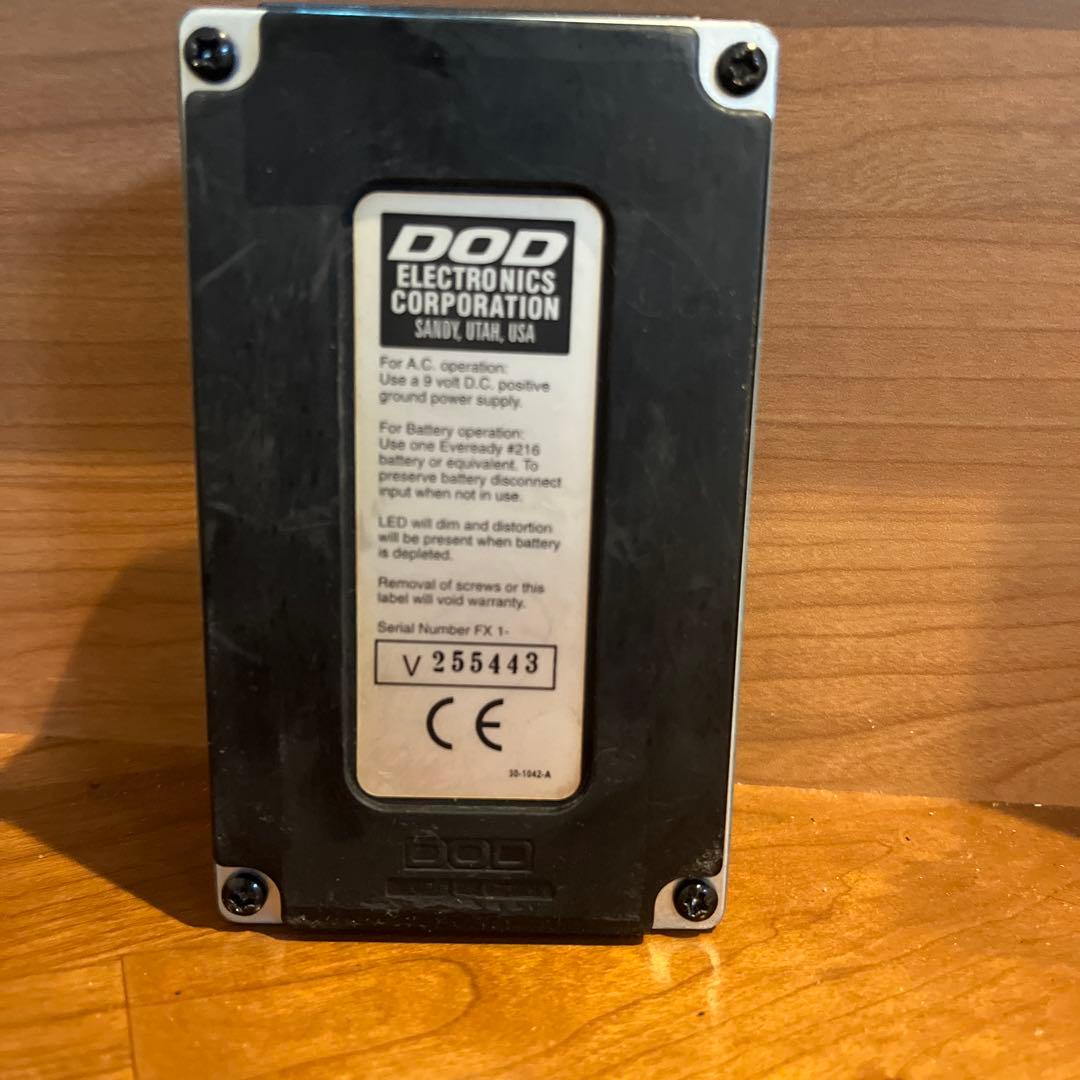 DOD
ELECTRONICS
CORPORATION
SANDY, UTAH, USA
For A.C. operation:
Use a 9 volt D.C. positive
ground power supply.
For Battery operation:
Use one Eveready #216
battery or equivalent. To
preserve battery disconnect
input when not in use.
LED will dim and distortion
will be present when battery
is depleted.
Removal of screws or this
label will void warranty.
Serial Number FX 1-
V 255443
CE
30-1042-A
DOD